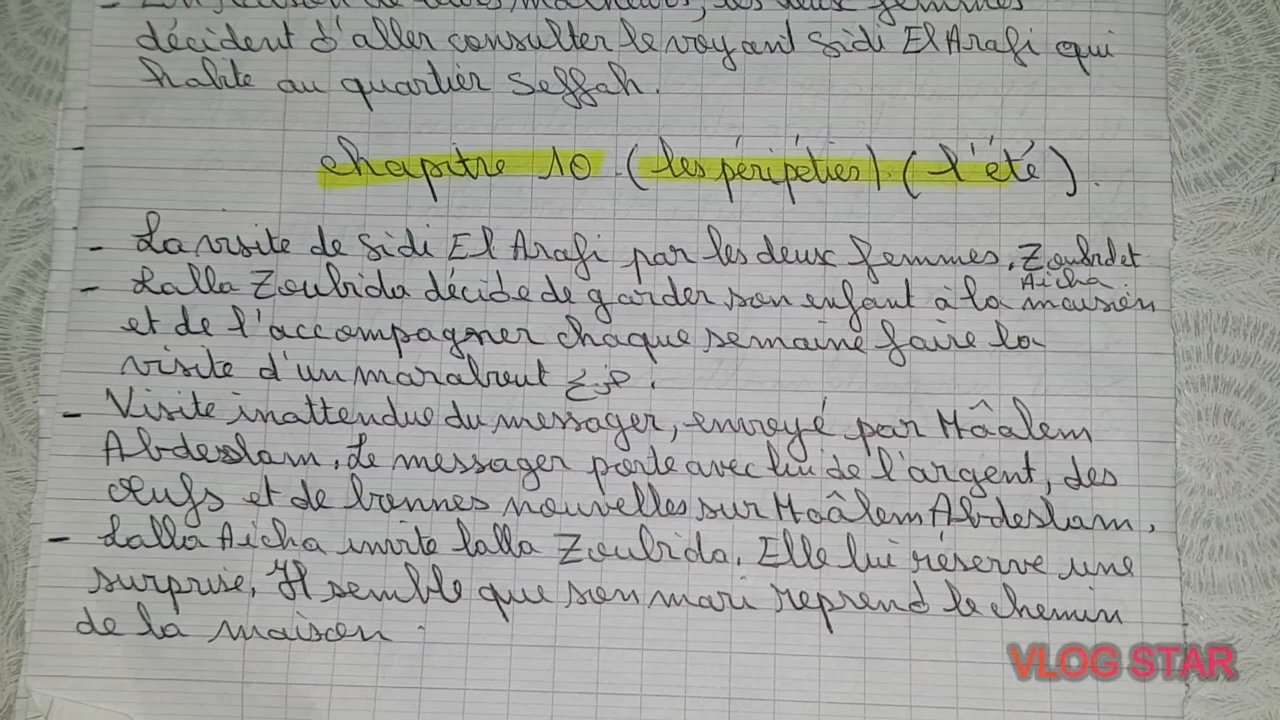 décident d'aller consulter le voyant Sidi El Arafi qui
habite au quartier Seffah.
chapitre 10 (les péripéties). (l'été).
- La visite de Sidi El Arafi par les deux femmes. Zoubid et
Aicha
- Lalla Zoubida décide de garder son enfant à la maison
et de l'accompagner chaque semaine faire la
visite d'un marabout ضريح.
- Visite inattendue du messager, envoyé par Mâalem
Abdeslam. Le messager porte avec lui de l'argent, des
œufs et de bonnes nouvelles sur Maâlem Abdeslam.
- Lalla Aicha invite lalla Zoubida. Elle lui réserve une
surprise. Il semble que son mari reprend le chemin
de la maison.
VLOG STAR